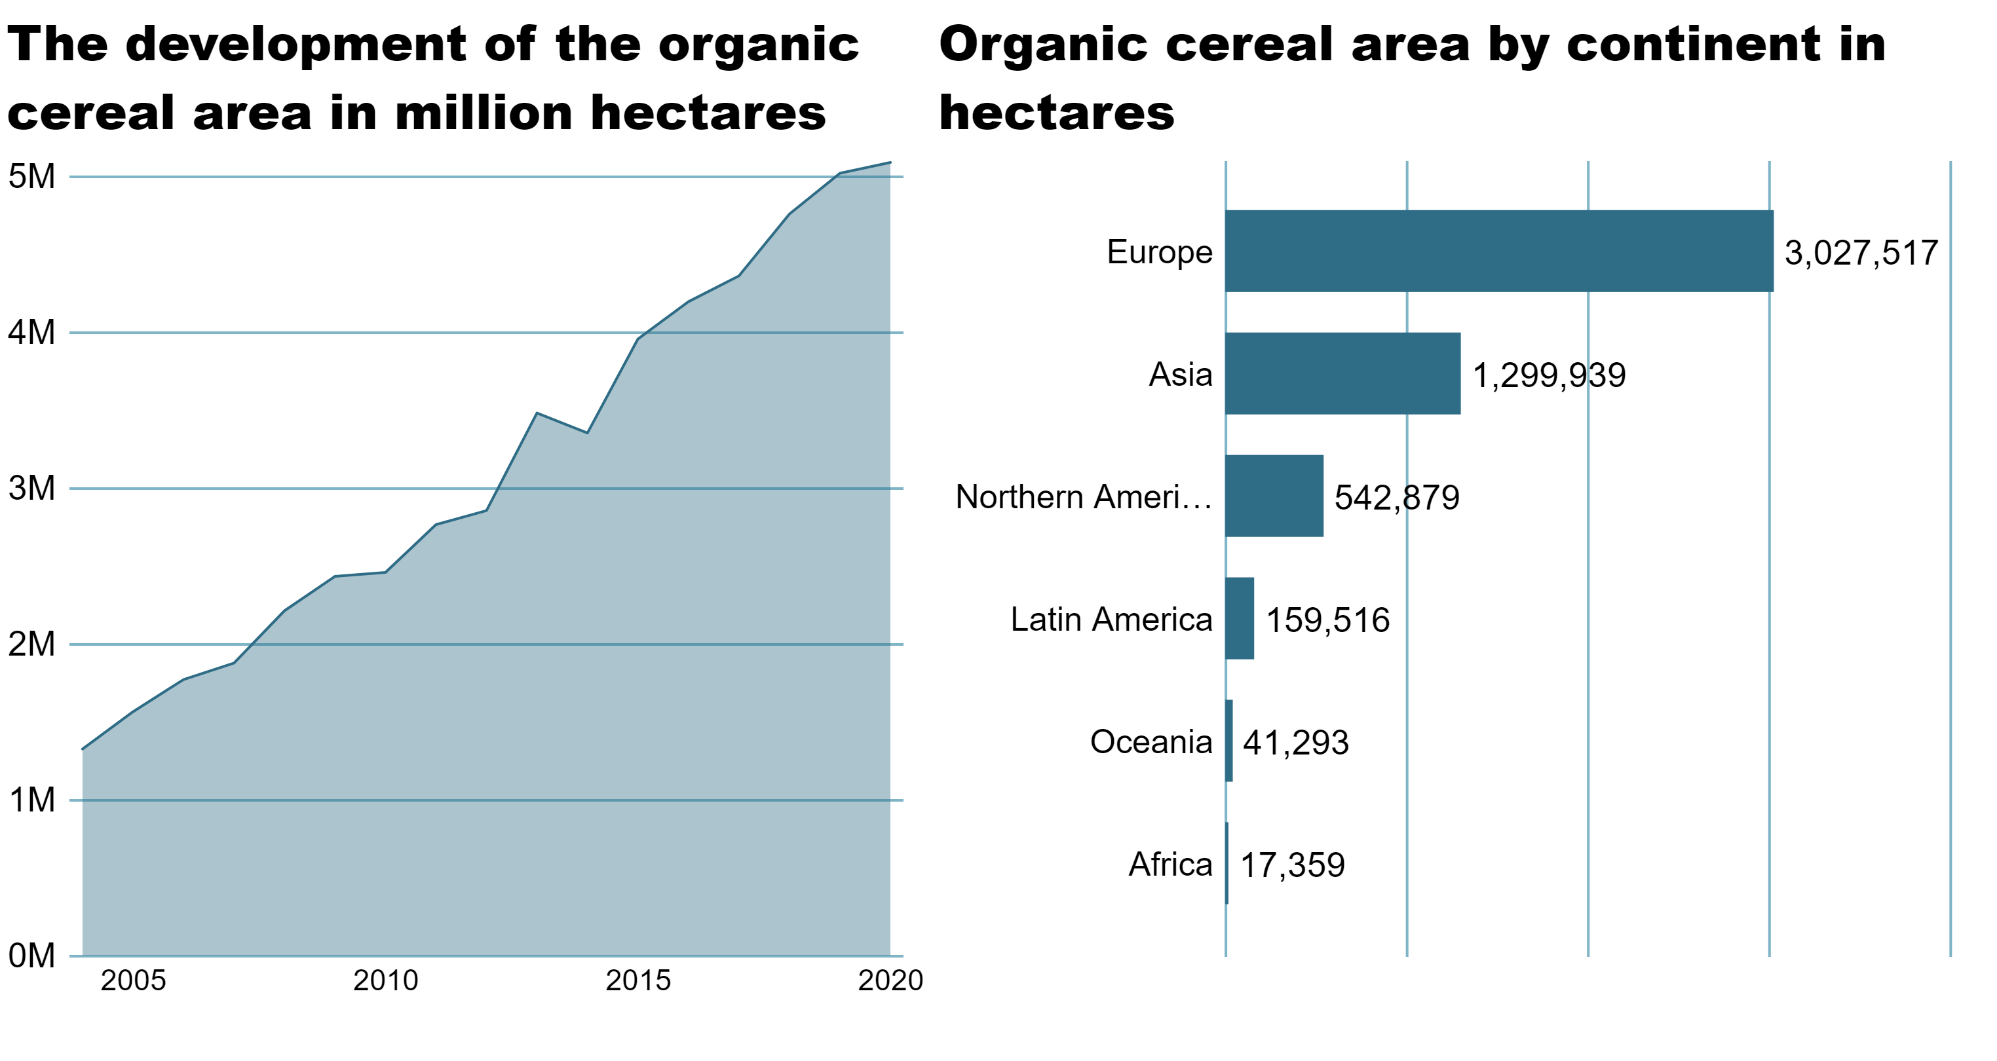 The development of the organic
cereal area in million hectares
5M
4M
3M
2M
1M
0M
2005
2010
2015
2020
Organic cereal area by continent in
hectares
Europe 3,027,517
Asia 1,299,939
Northern Ameri… 542,879
Latin America 159,516
Oceania 41,293
Africa 17,359